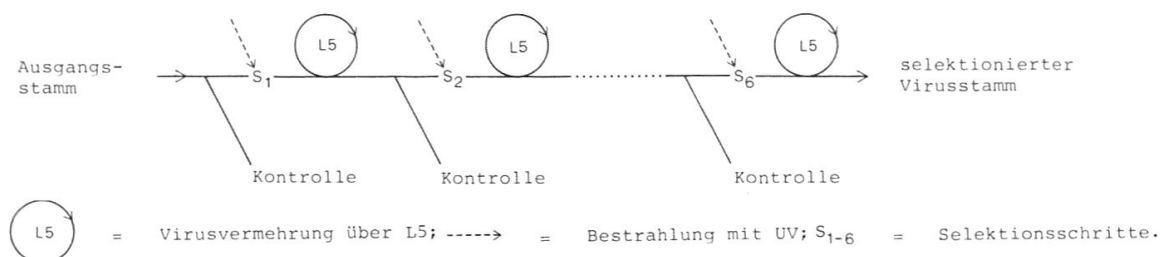 L5 L5 L5
Ausgangs-
stamm
S1 S2 S6
selektionierter
Virusstamm
Kontrolle Kontrolle Kontrolle
L5 = Virusvermehrung über L5; -----> = Bestrahlung mit UV; S1-6 = Selektionsschritte.